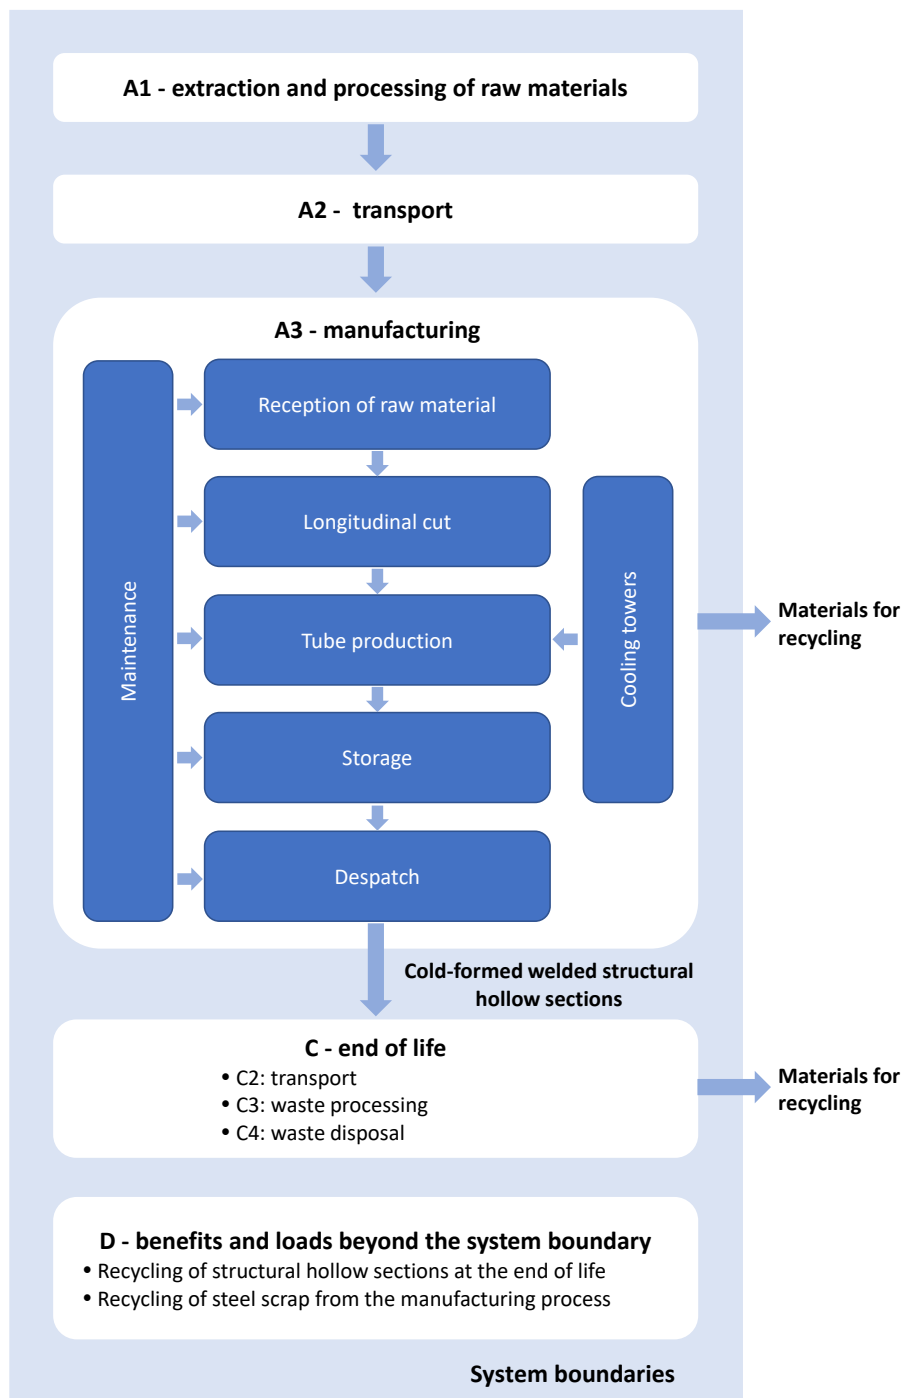 A1 - extraction and processing of raw materials
A2 - transport
A3 - manufacturing
Maintenance
Reception of raw material
Longitudinal cut
Tube production
Storage
Despatch
Cooling towers
Materials for
recycling
Cold-formed welded structural
hollow sections
C - end of life
• C2: transport
• C3: waste processing
• C4: waste disposal
Materials for
recycling
D - benefits and loads beyond the system boundary
• Recycling of structural hollow sections at the end of life
• Recycling of steel scrap from the manufacturing process
System boundaries